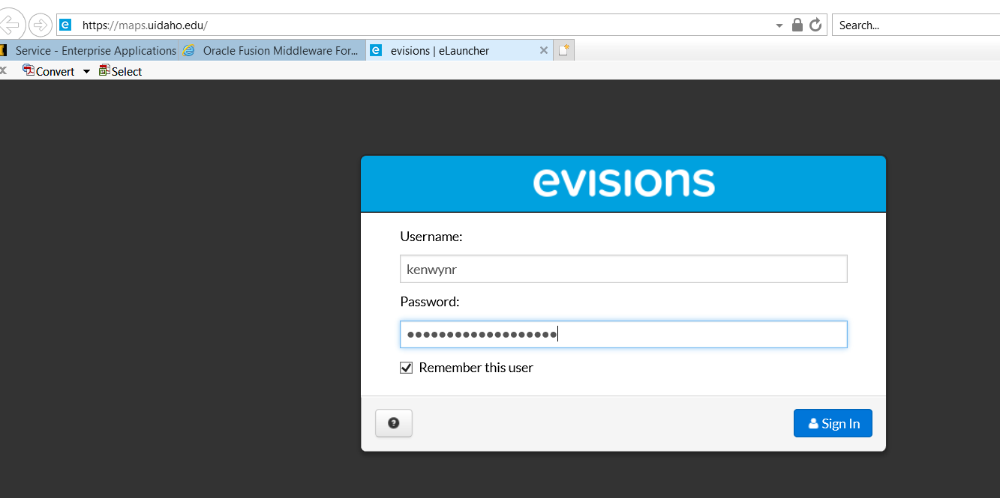 https://maps.uidaho.edu/
Search...
Service - Enterprise Applications
Oracle Fusion Middleware For...
evisions | eLauncher
Convert
Select
evisions
Username:
kenwynr
Password:
Remember this user
Sign In